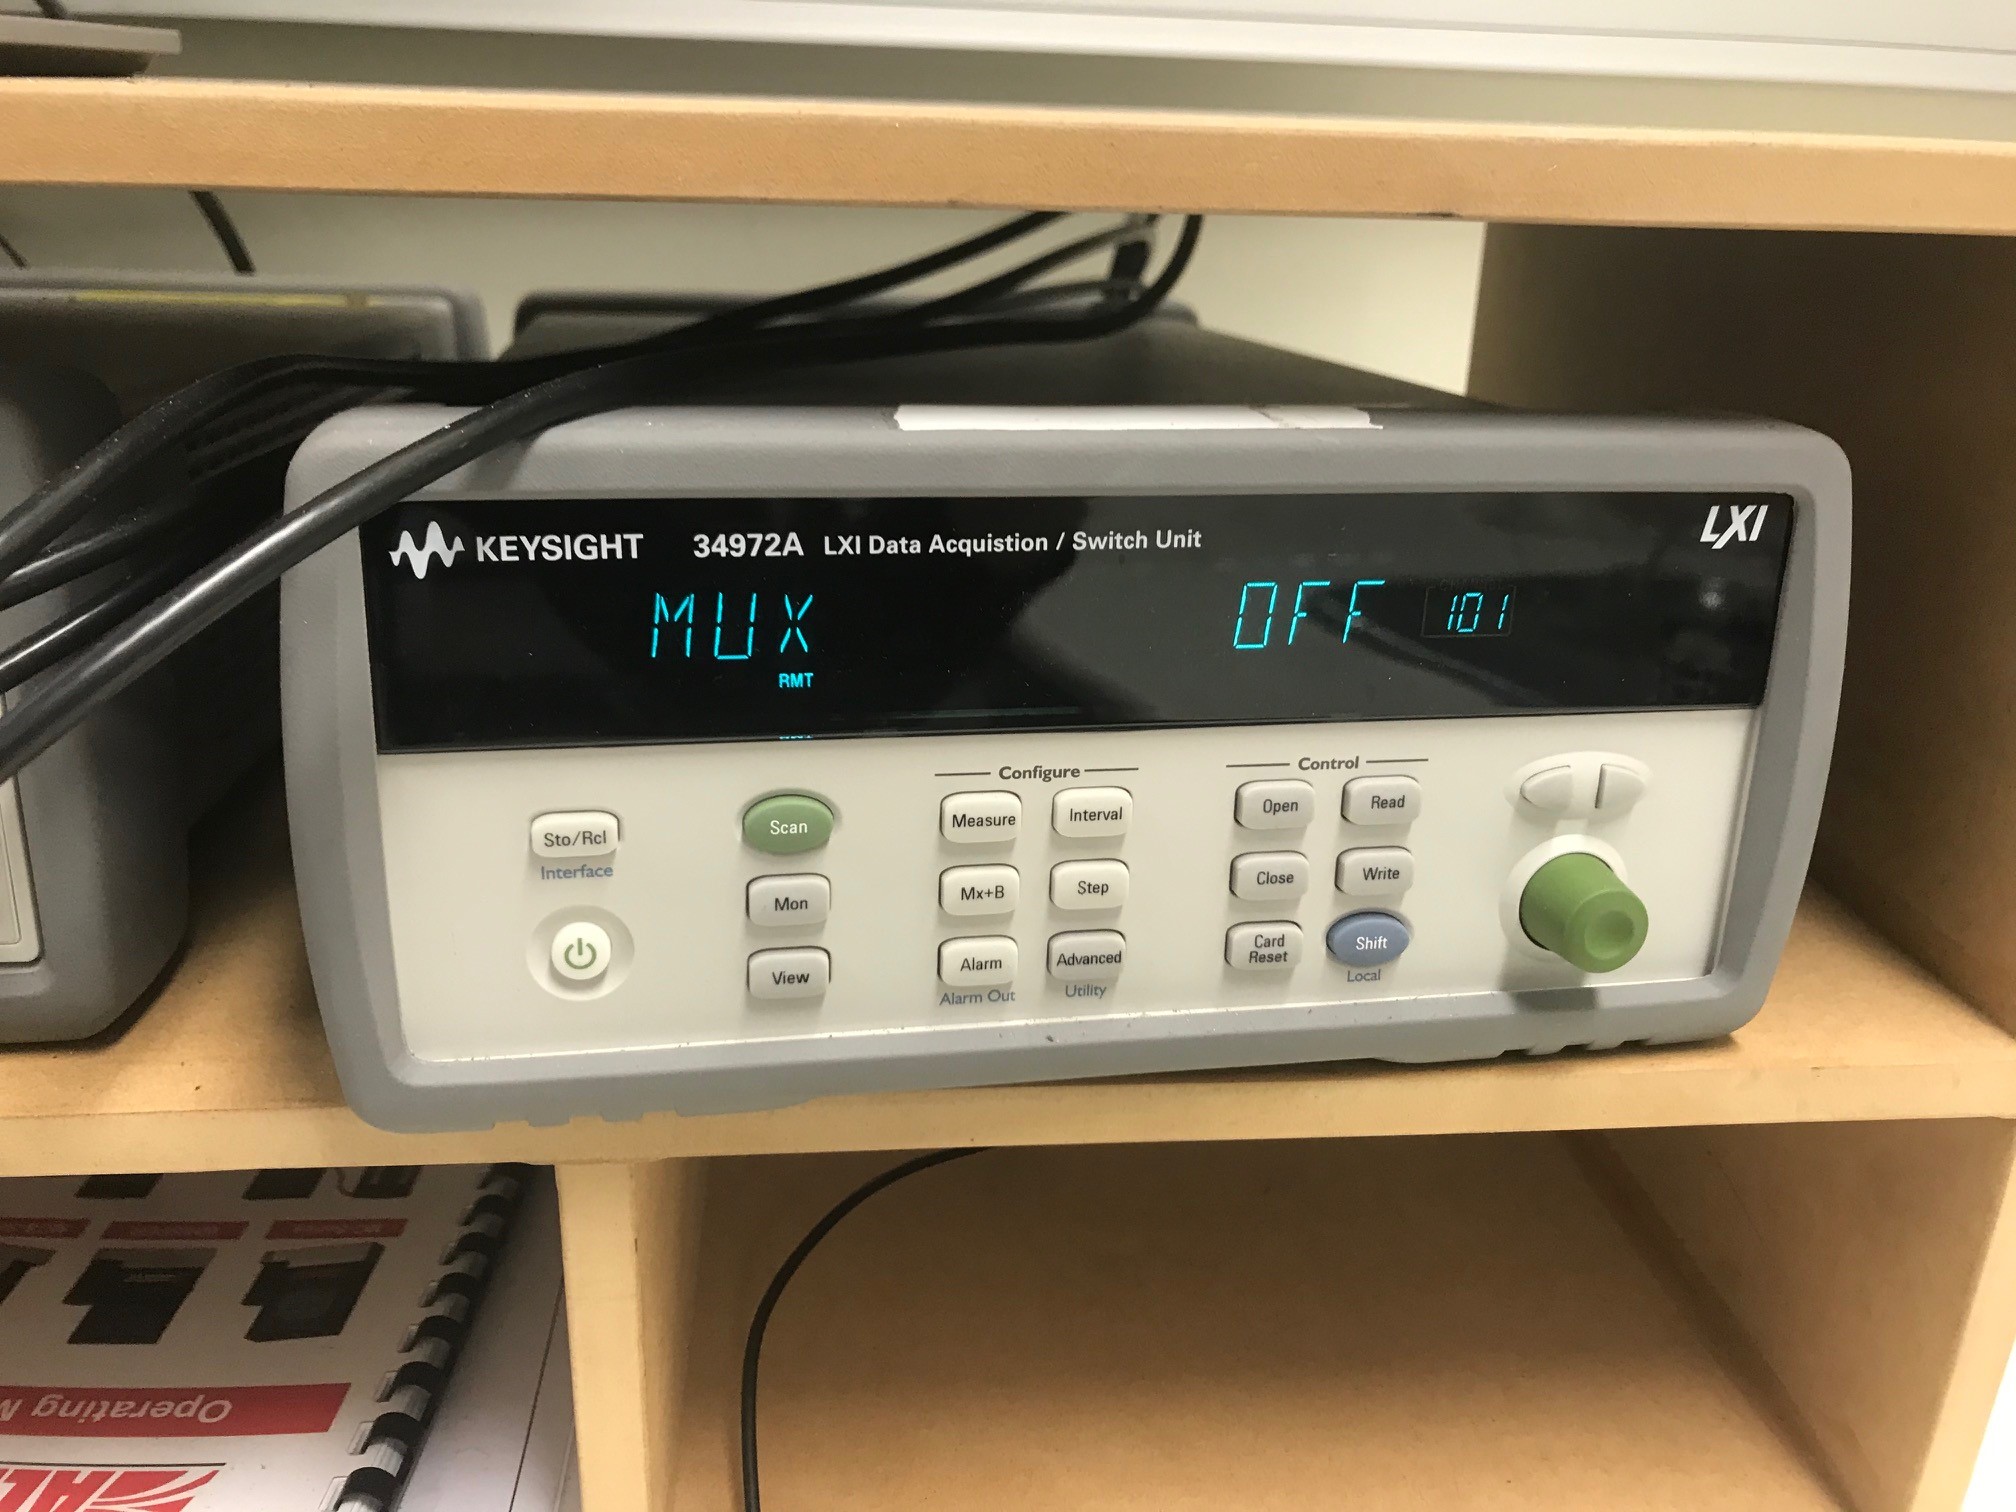 KEYSIGHT 34972A LXI Data Acquistion / Switch Unit LXI
MUX OFF 101
RMT
Configure
Control
Sto/Rcl Scan Measure Interval Open Read
Interface
Mon Mx+B Step Close Write
View Alarm Advanced Card Reset Shift
Alarm Out Utility Local
Operating